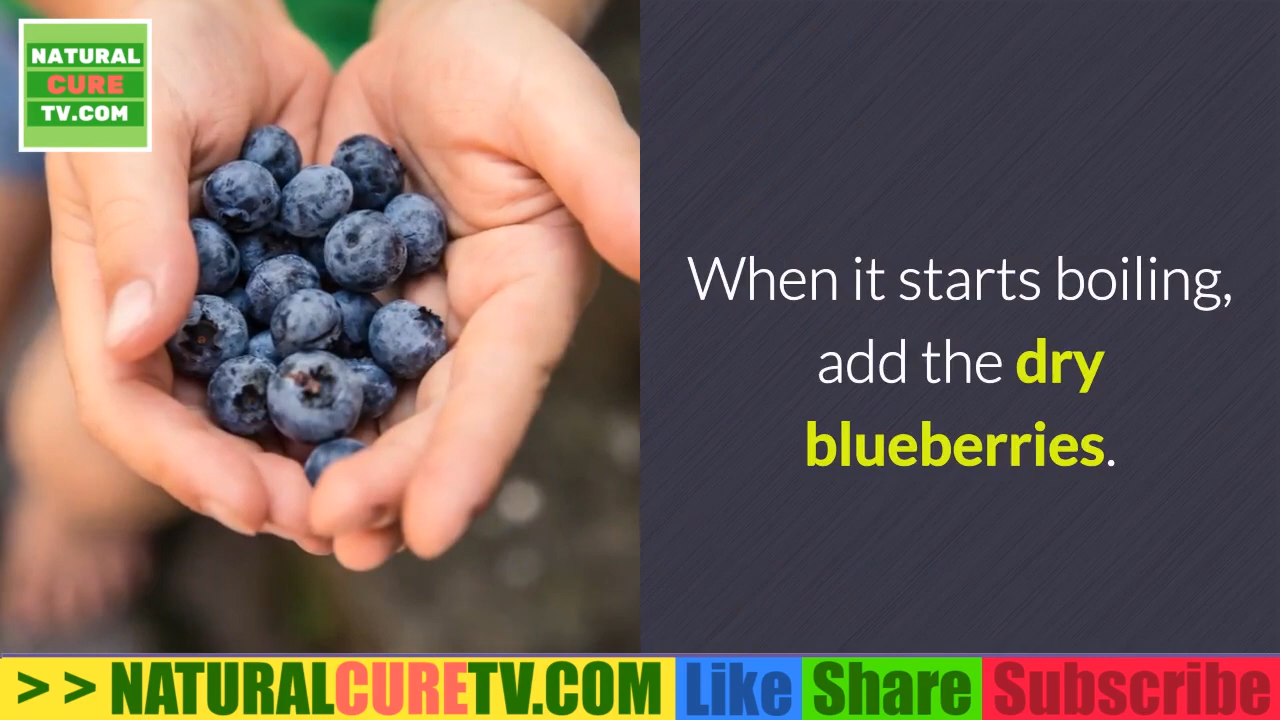 NATURAL
CURE
TV.COM
When it starts boiling,
add the dry
blueberries.
> > NATURALCURETV.COM Like Share Subscribe